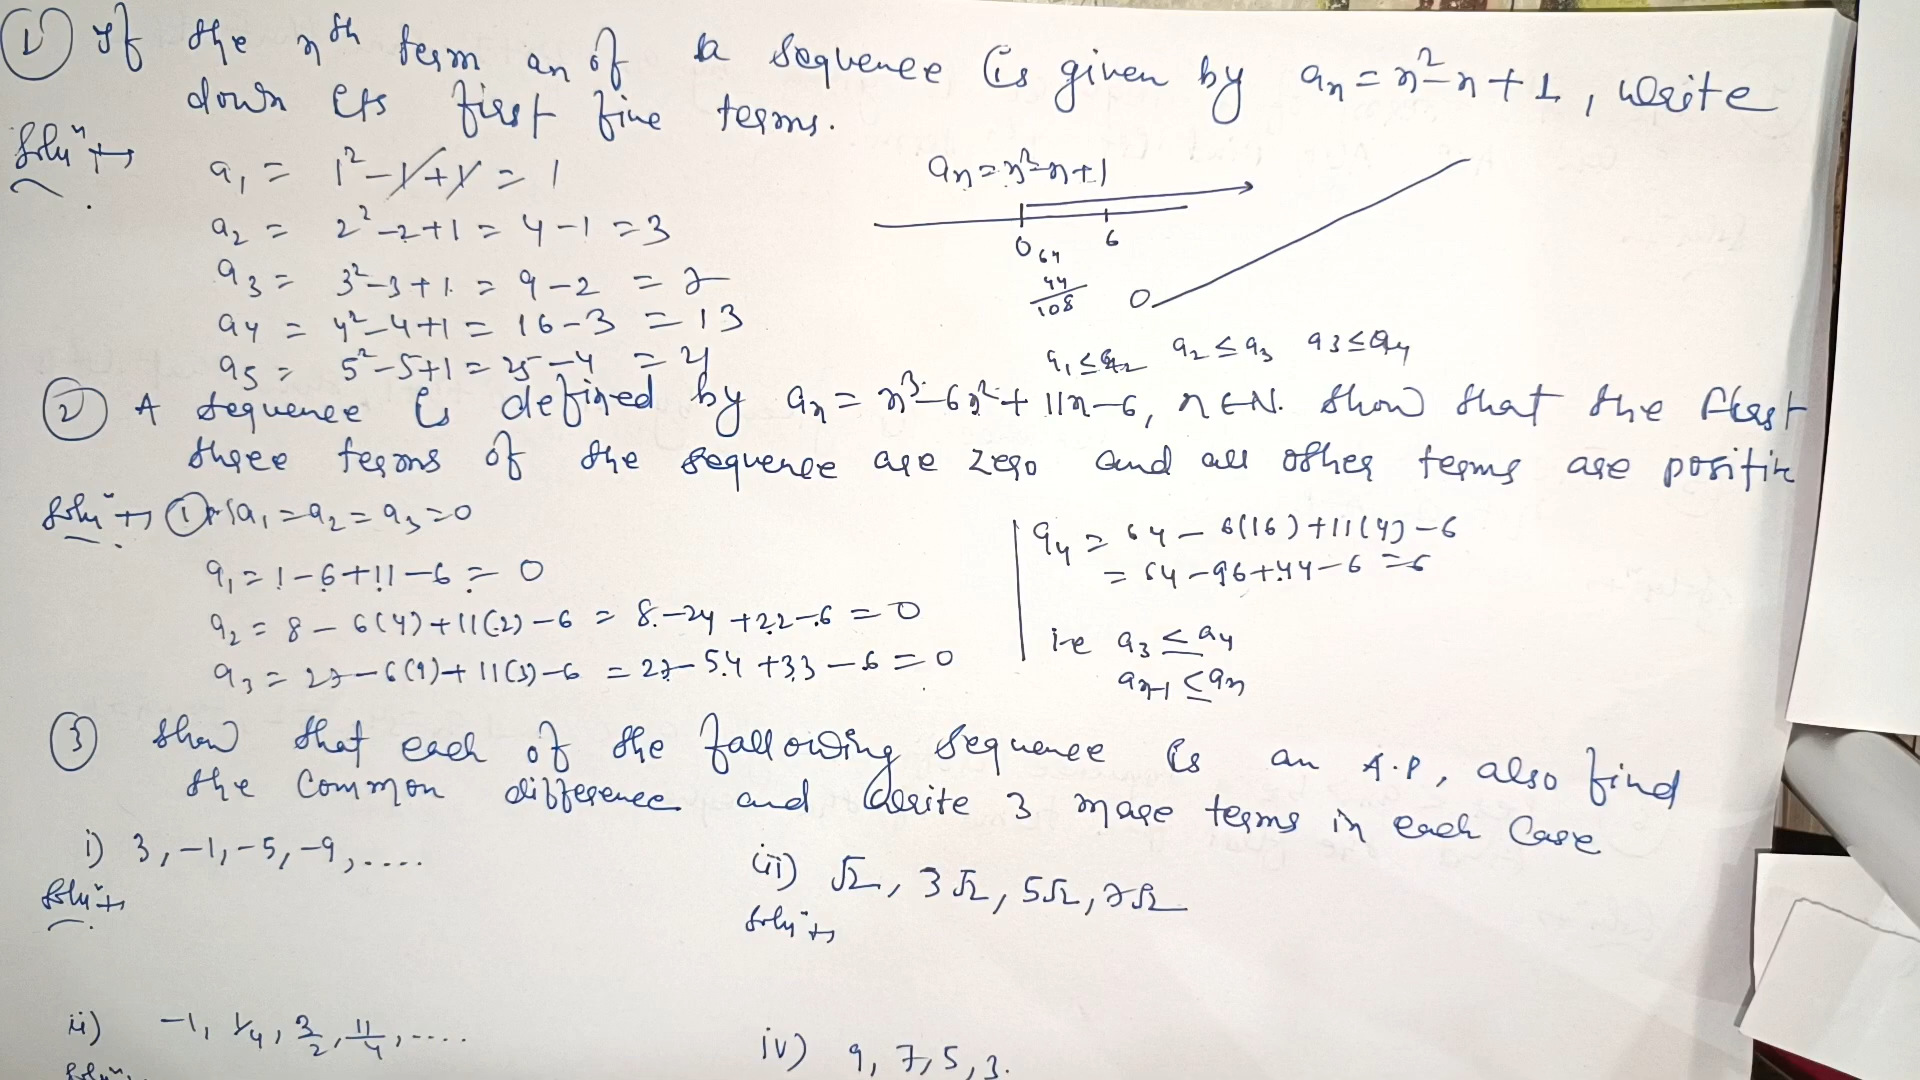 ① If the nth term an of a sequence is given by an = n²-n+1, write
down its first five terms.
Soluⁿ →
a₁ = 1² - 1 + 1 = 1
a₂ = 2²-2+1 = 4-1 = 3
a₃ = 3²-3+1 = 9-2 = 7
a₄ = 4²-4+1 = 16-3 = 13
a₅ = 5²-5+1 = 25-4 = 21
an = n²-n+1
0 6
64
44
108
0
a₁ ≤ a₂ a₂ ≤ a₃ a₃ ≤ a₄
② A sequence is defined by an = n³-6n²+11n-6, n∈N. Show that the first
three terms of the sequence are zero and all other terms are positive
Soluⁿ → ① a₁ = a₂ = a₃ = 0
a₁ = 1-6+11-6 = 0
a₂ = 8 - 6(4)+11(2)-6 = 8-24+22-6 = 0
a₃ = 27-6(9)+11(3)-6 = 27-54+33-6 = 0
a₄ = 64 - 6(16)+11(4)-6
= 64-96+44-6 = 6
i-e a₃ ≤ a₄
an-1 ≤ an
③ Show that each of the following sequence is an A.P, also find
the common difference and write 3 more terms in each case
i) 3, -1, -5, -9, ....
Soluⁿ →
iii) √2, 3√2, 5√2, 7√2
Soluⁿ →
ii) -1, 1/4, 3/2, 11/4, ....
Soluⁿ
iv) 9, 7, 5, 3.